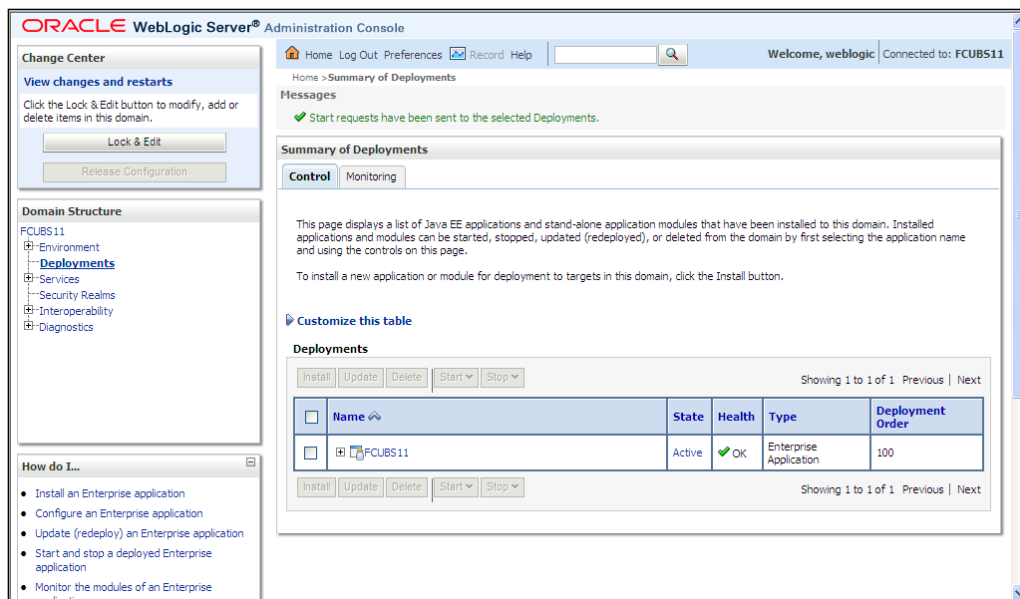 ORACLE WebLogic Server® Administration Console
Change Center
View changes and restarts
Click the Lock & Edit button to modify, add or
delete items in this domain.
Lock & Edit
Release Configuration
Domain Structure
FCUBS11
Environment
Deployments
Services
Security Realms
Interoperability
Diagnostics
How do I...
Install an Enterprise application
Configure an Enterprise application
Update (redeploy) an Enterprise application
Start and stop a deployed Enterprise
application
Monitor the modules of an Enterprise
Home Log Out Preferences Record Help
Welcome, weblogic Connected to: FCUBS11
Home >Summary of Deployments
Messages
Start requests have been sent to the selected Deployments.
Summary of Deployments
Control Monitoring
This page displays a list of Java EE applications and stand-alone application modules that have been installed to this domain. Installed
applications and modules can be started, stopped, updated (redeployed), or deleted from the domain by first selecting the application name
and using the controls on this page.
To install a new application or module for deployment to targets in this domain, click the Install button.
Customize this table
Deployments
Install Update Delete Start Stop Showing 1 to 1 of 1 Previous | Next
Name State Health Type Deployment
Order
FCUBS11 Active OK Enterprise
Application 100
Install Update Delete Start Stop Showing 1 to 1 of 1 Previous | Next